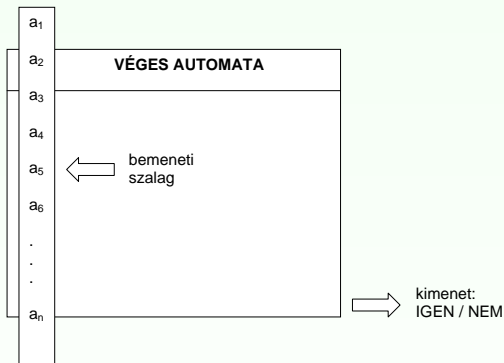 a₁
a₂
VÉGES AUTOMATA
a₃
a₄
a₅
bemeneti
szalag
a₆
.
.
.
aₙ
kimenet:
IGEN / NEM